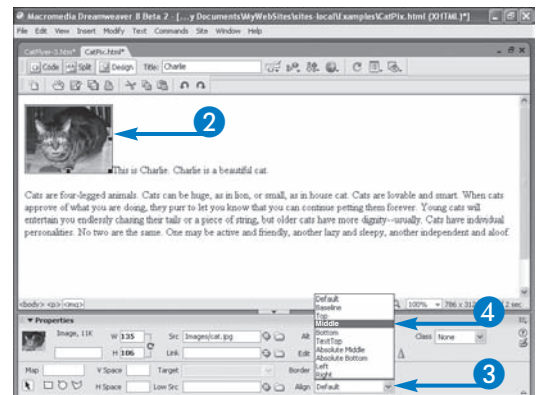 Macromedia Dreamweaver 8 Beta 2 - [...y Documents\MyWebSites\sites-local\f.examples\CatPix.html (XHTML)*]
File Edit View Insert Modify Text Commands Site Window Help
CatFlyer-3.htm* CatPix.html*
Code Split Design Title: Charlie
2
This is Charlie. Charlie is a beautiful cat.
Cats are four-legged animals. Cats can be huge, as in lion, or small, as in house cat. Cats are lovable and smart. When cats
approve of what you are doing, they purr to let you know that you can continue petting them forever. Young cats will
entertain you endlessly chasing their tails or a piece of string, but older cats have more dignity--usually. Cats have individual
personalities. No two are the same. One may be active and friendly, another lazy and sleepy, another independent and aloof.
<body> <p> <img> 100% 786 x 312 sec
Default
Baseline
Top
Middle
Bottom
TextTop
Absolute Middle
Absolute Bottom
Left
Right
4
Properties
Image, 11K W 135 Src Images/cat.jpg Alt Class None
H 106 Link Edit
Map V Space Target Border
H Space Low Src Align Default
3